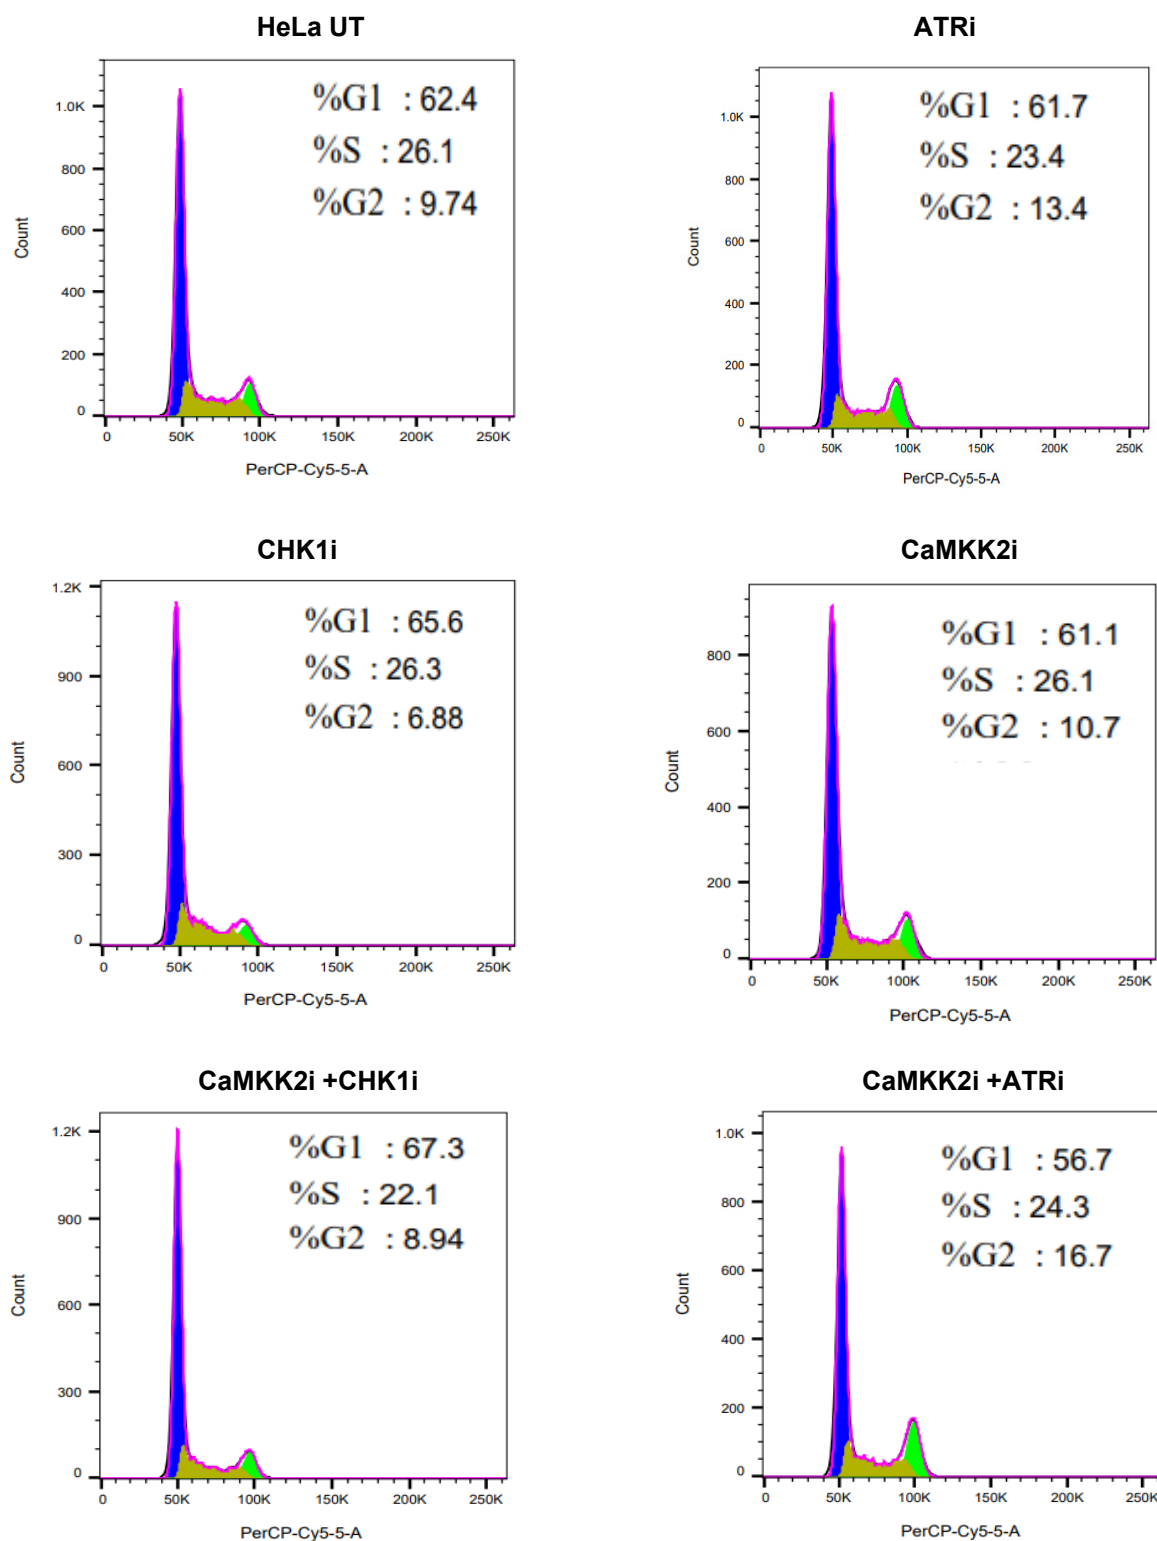 HeLa UT
%G1 : 62.4
%S : 26.1
%G2 : 9.74
1.0K
800
600
400
200
0
Count
0 50K 100K 150K 200K 250K
PerCP-Cy5-5-A
ATRi
%G1 : 61.7
%S : 23.4
%G2 : 13.4
1.0K
800
600
400
200
0
Count
0 50K 100K 150K 200K 250K
PerCP-Cy5-5-A
CHK1i
%G1 : 65.6
%S : 26.3
%G2 : 6.88
1.2K
900
600
300
0
Count
0 50K 100K 150K 200K 250K
PerCP-Cy5-5-A
CaMKK2i
%G1 : 61.1
%S : 26.1
%G2 : 10.7
800
600
400
200
0
Count
0 50K 100K 150K 200K 250K
PerCP-Cy5-5-A
CaMKK2i +CHK1i
%G1 : 67.3
%S : 22.1
%G2 : 8.94
1.2K
900
600
300
0
Count
0 50K 100K 150K 200K 250K
PerCP-Cy5-5-A
CaMKK2i +ATRi
%G1 : 56.7
%S : 24.3
%G2 : 16.7
1.0K
800
600
400
200
0
Count
0 50K 100K 150K 200K 250K
PerCP-Cy5-5-A